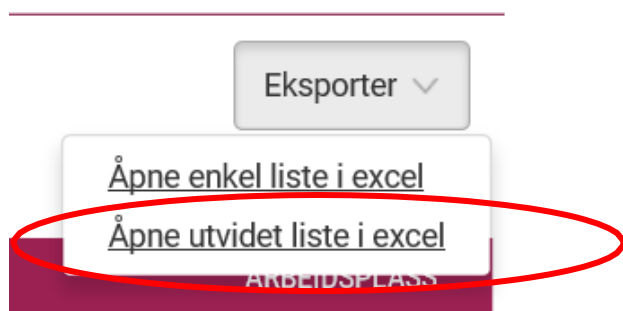 Eksporter
Åpne enkel liste i excel
Åpne utvidet liste i excel
ARBEIDSPLASS